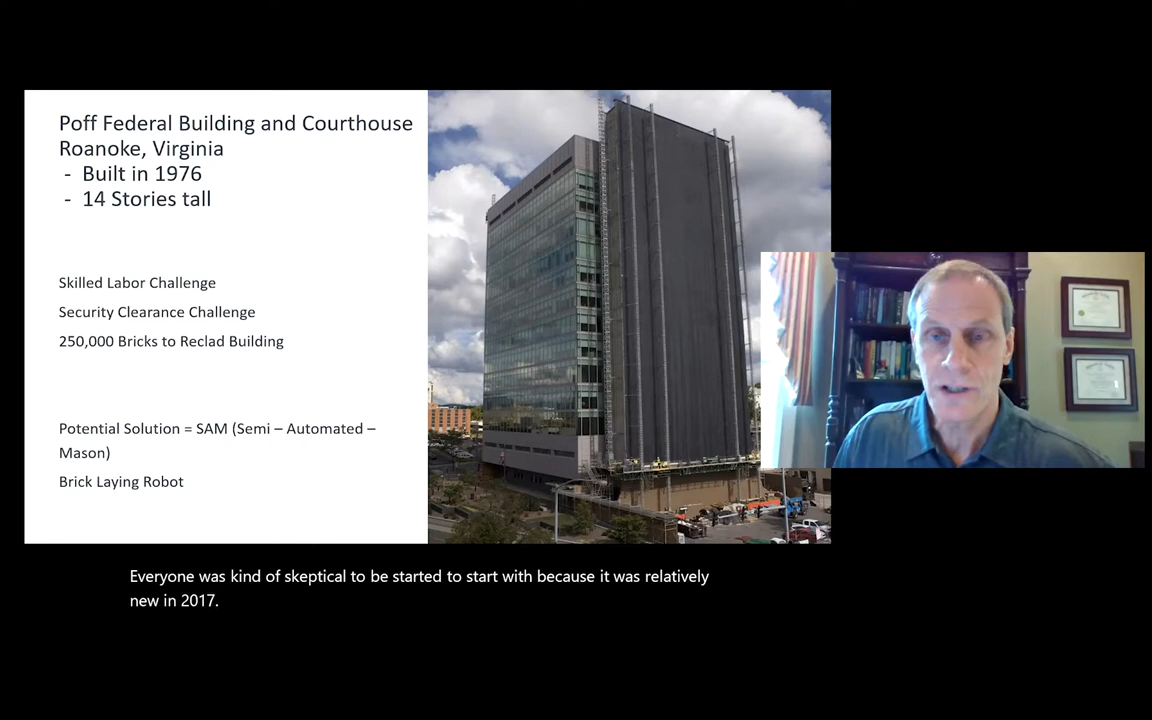 Poff Federal Building and Courthouse
Roanoke, Virginia
- Built in 1976
- 14 Stories tall
Skilled Labor Challenge
Security Clearance Challenge
250,000 Bricks to Reclad Building
Potential Solution = SAM (Semi – Automated –
Mason)
Brick Laying Robot
Everyone was kind of skeptical to be started to start with because it was relatively
new in 2017.